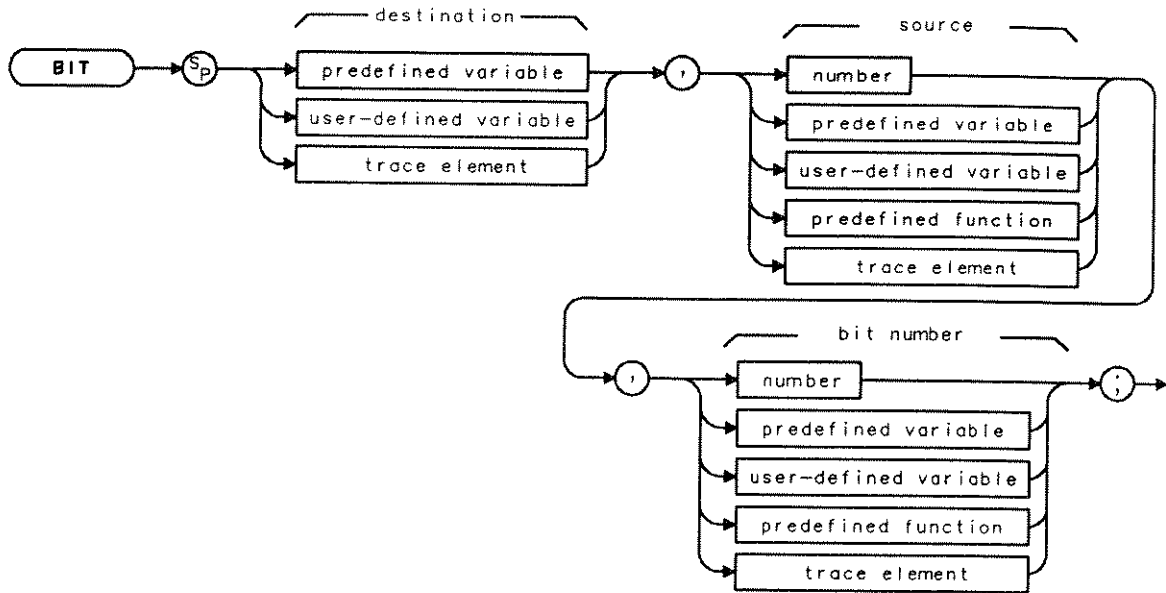 destination
source
BIT
SP
predefined variable
,
number
user-defined variable
predefined variable
trace element
user-defined variable
predefined function
trace element
bit number
,
number
;
predefined variable
user-defined variable
predefined function
trace element